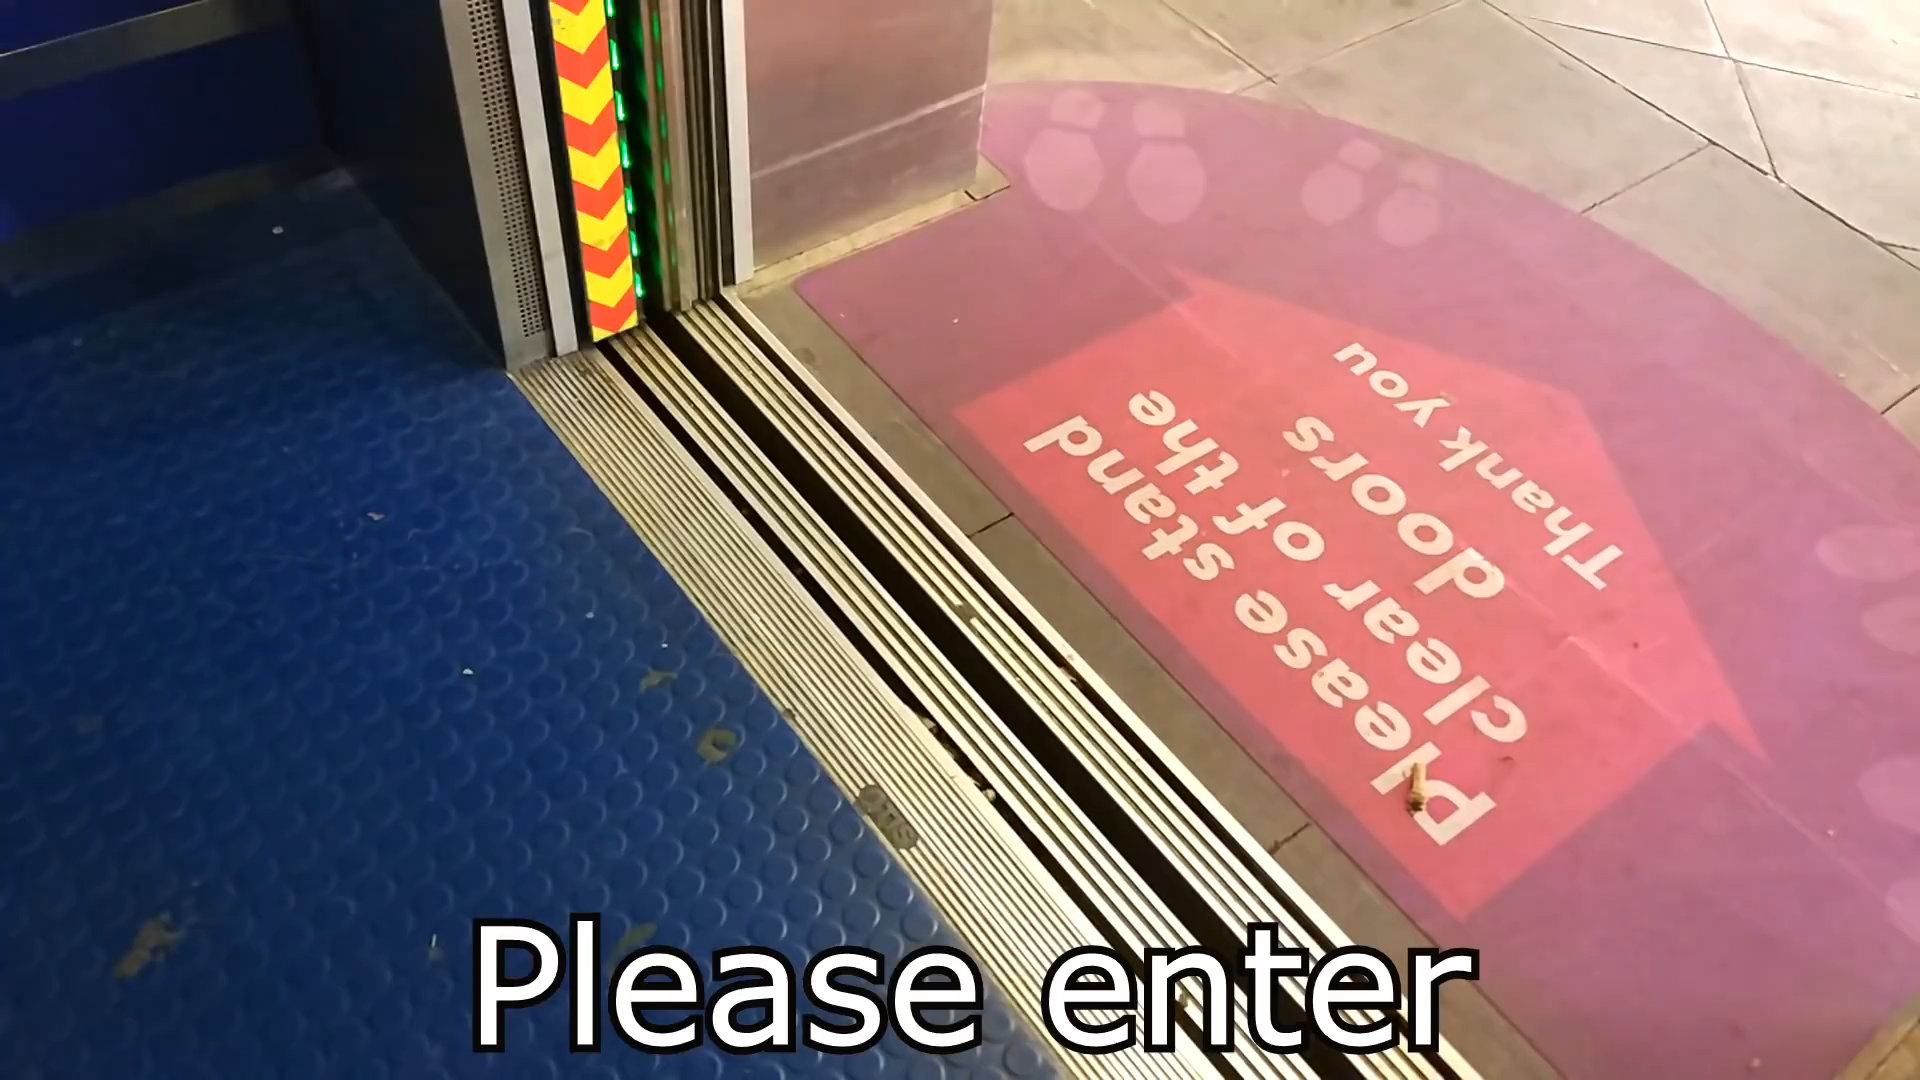 Please stand
clear of the
doors
Thank you
Please enter